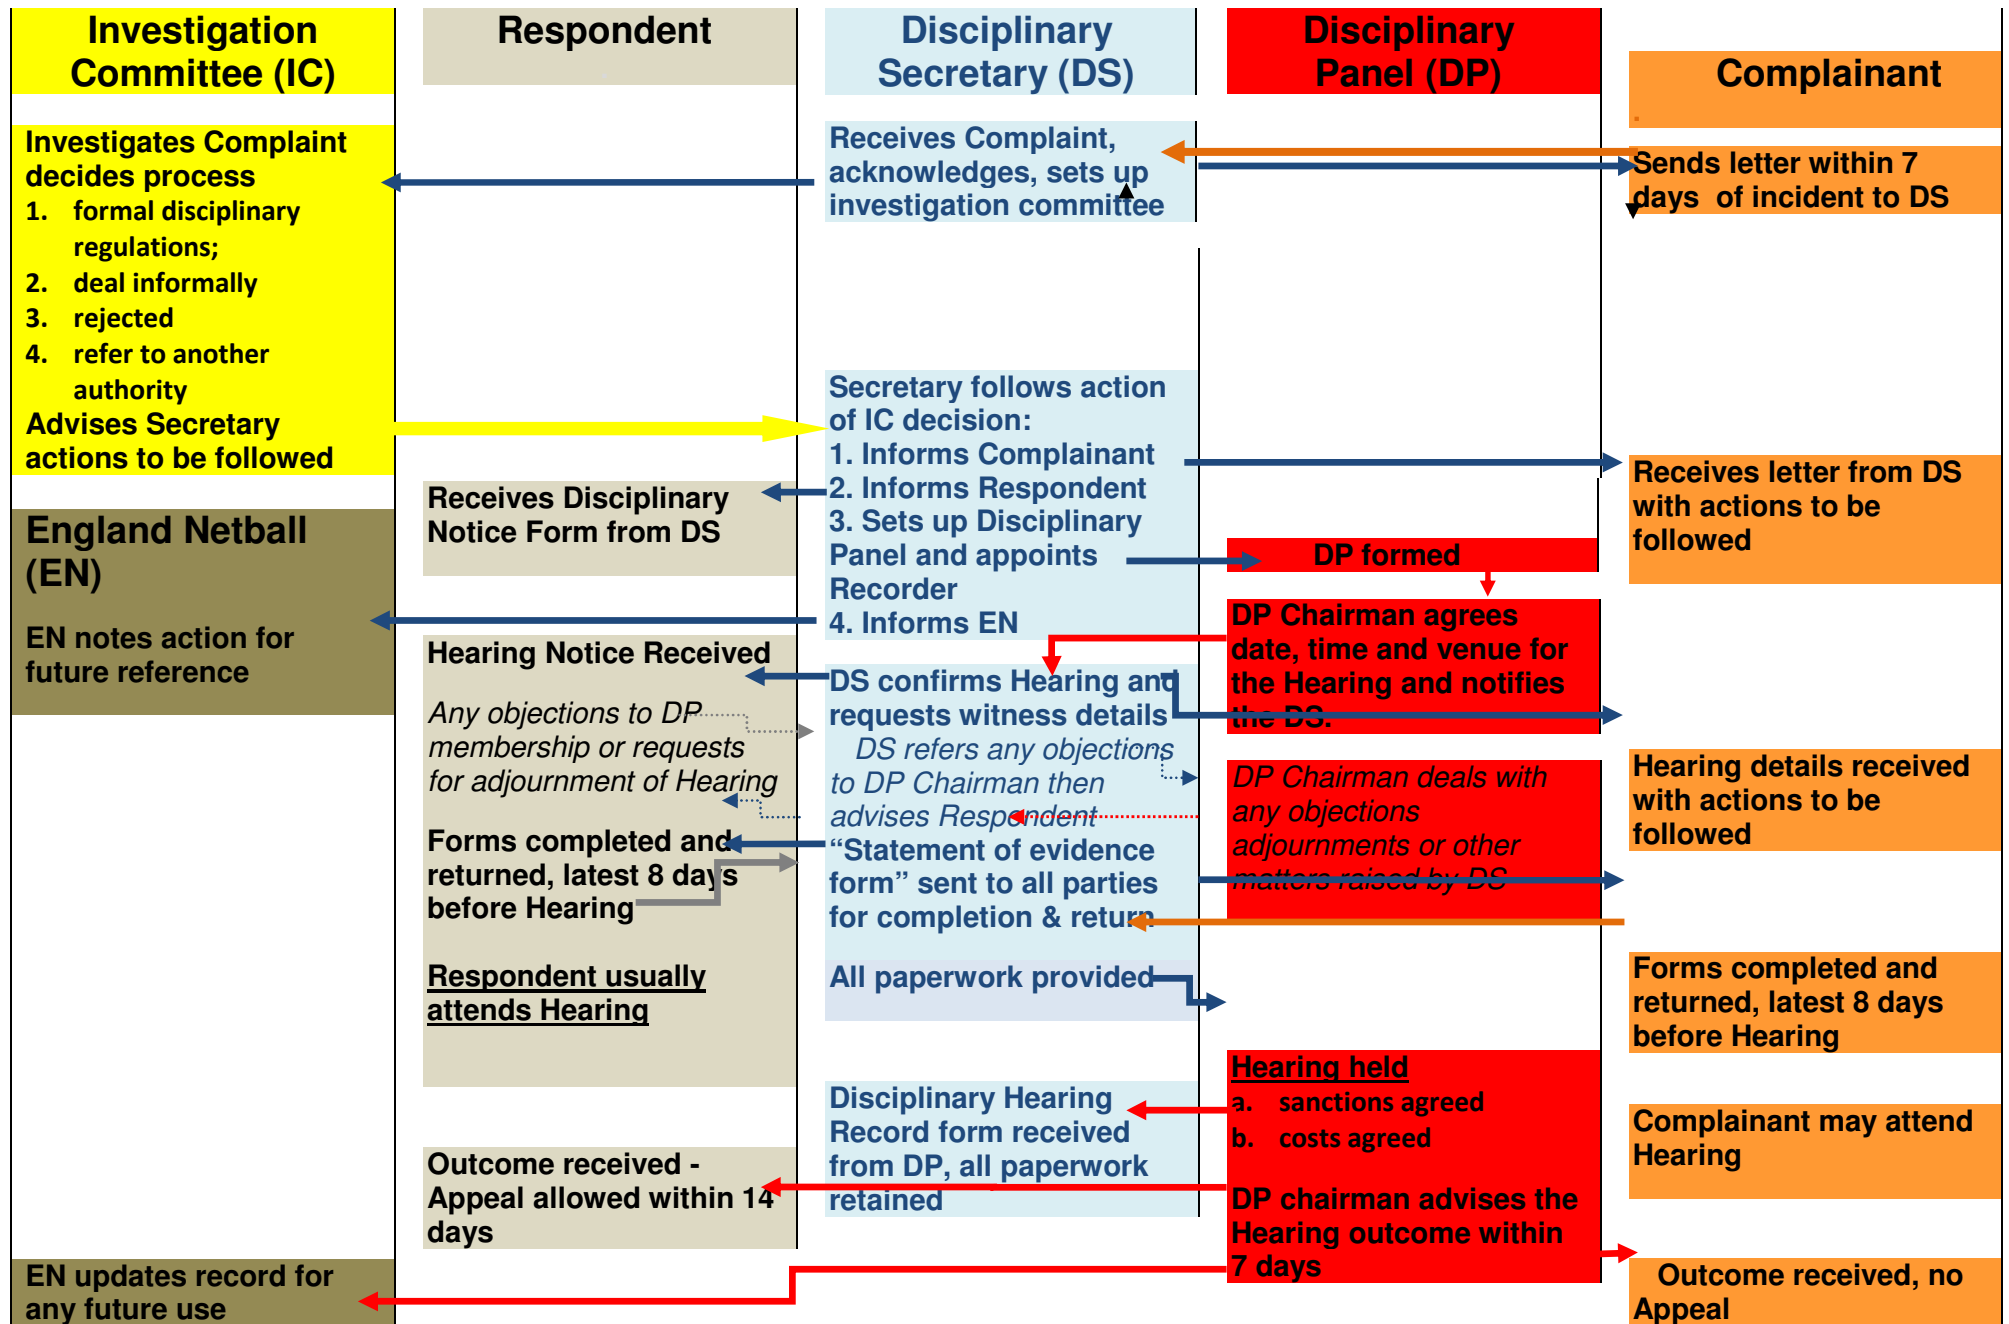 Investigation
Committee (IC)
Investigates Complaint
decides process
1. formal disciplinary
regulations;
2. deal informally
3. rejected
4. refer to another
authority
Advises Secretary
actions to be followed
England Netball
(EN)
EN notes action for
future reference
EN updates record for
any future use
Respondent
Receives Disciplinary
Notice Form from DS
Hearing Notice Received
Any objections to DP
membership or requests
for adjournment of Hearing
Forms completed and
returned, latest 8 days
before Hearing
Respondent usually
attends Hearing
Outcome received -
Appeal allowed within 14
days
Disciplinary
Secretary (DS)
Receives Complaint,
acknowledges, sets up
investigation committee
Secretary follows action
of IC decision:
1. Informs Complainant
2. Informs Respondent
3. Sets up Disciplinary
Panel and appoints
Recorder
4. Informs EN
DS confirms Hearing and
requests witness details
DS refers any objections
to DP Chairman then
advises Respondent
“Statement of evidence
form” sent to all parties
for completion & return
All paperwork provided
Disciplinary Hearing
Record form received
from DP, all paperwork
retained
Disciplinary
Panel (DP)
DP formed
DP Chairman agrees
date, time and venue for
the Hearing and notifies
the DS.
DP Chairman deals with
any objections
adjournments or other
matters raised by DS
Hearing held
a. sanctions agreed
b. costs agreed
DP chairman advises the
Hearing outcome within
7 days
Complainant
.
Sends letter within 7
days of incident to DS
Receives letter from DS
with actions to be
followed
Hearing details received
with actions to be
followed
Forms completed and
returned, latest 8 days
before Hearing
Complainant may attend
Hearing
Outcome received, no
Appeal